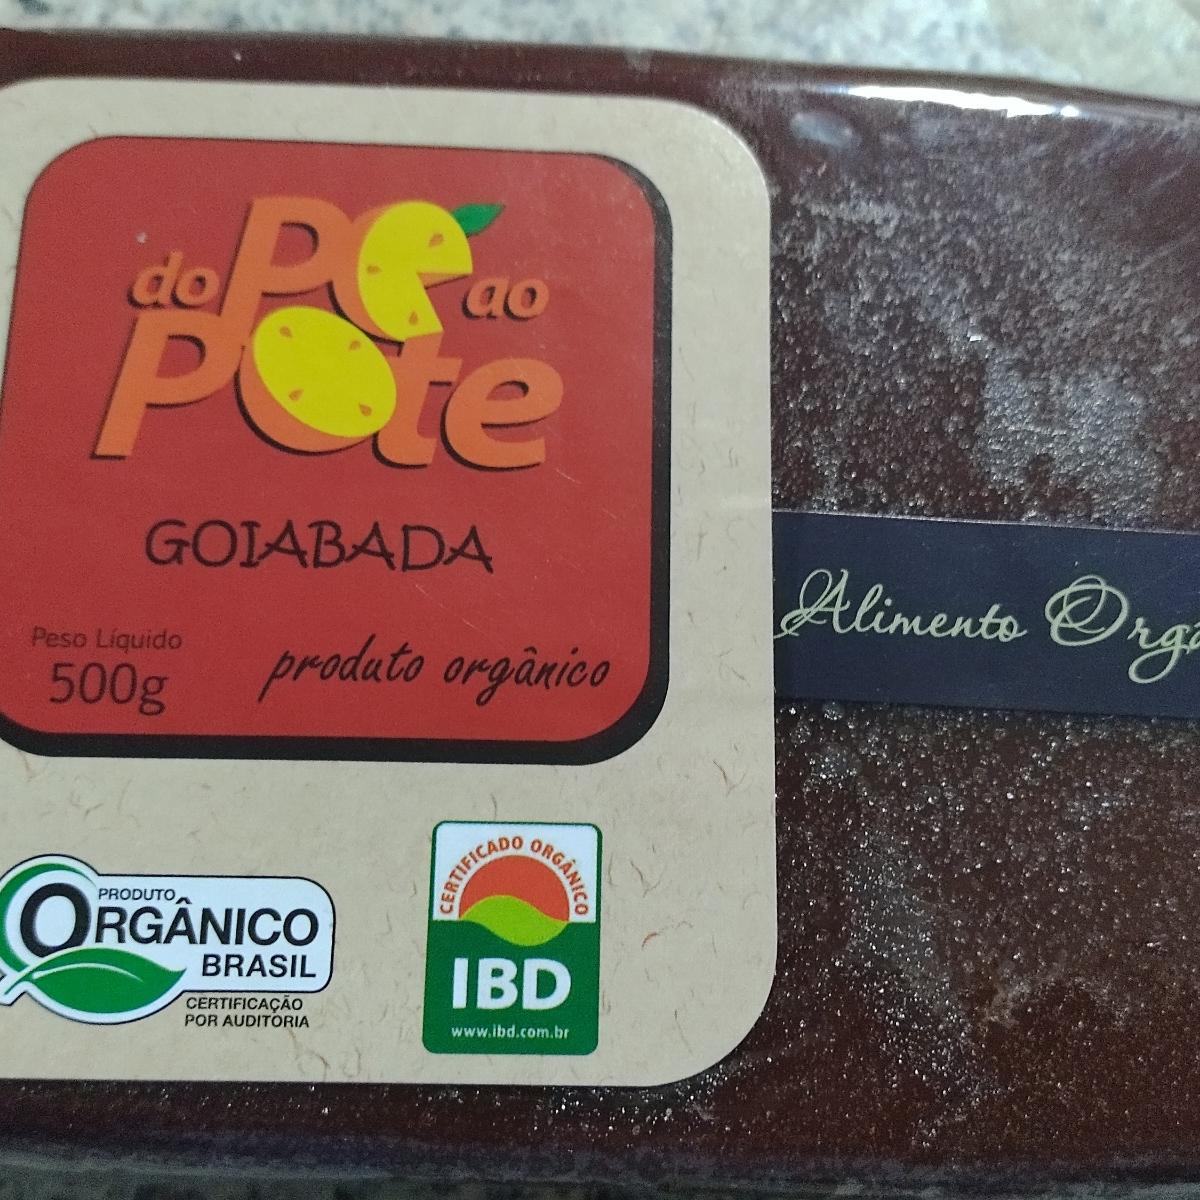 do Pé ao
Pote
GOIABADA
Peso Líquido
500g
produto orgânico
Alimento
PRODUTO
ORGÂNICO
BRASIL
CERTIFICAÇÃO
POR AUDITORIA
CERTIFICADO ORGÂNICO
IBD
www.ibd.com.br